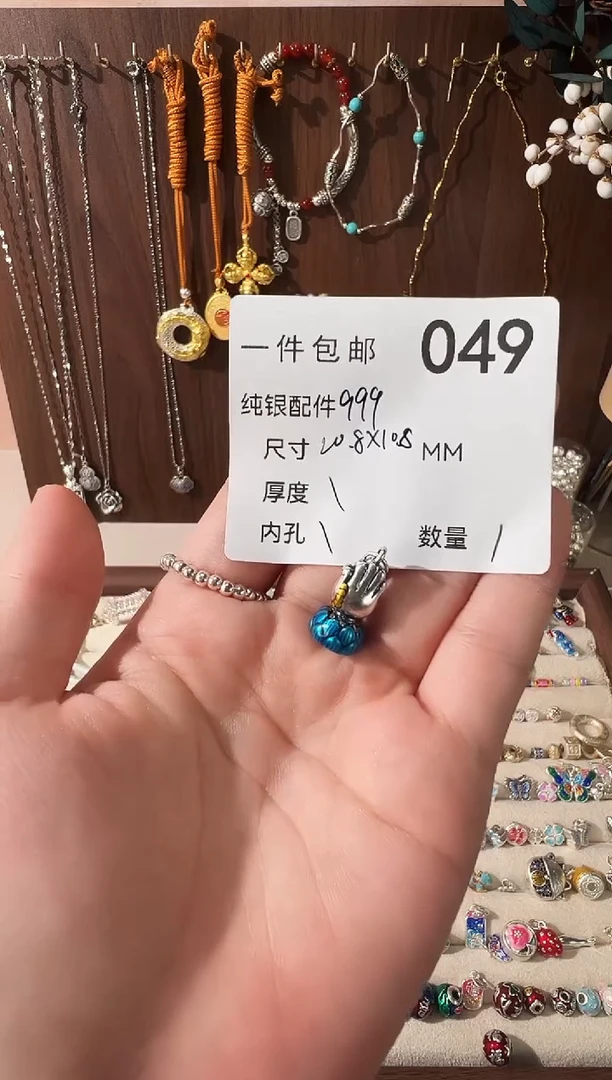 一件包邮 049
纯银配件999
尺寸 20.8X10.8 MM
厚度 \
内孔 \ 数量 /